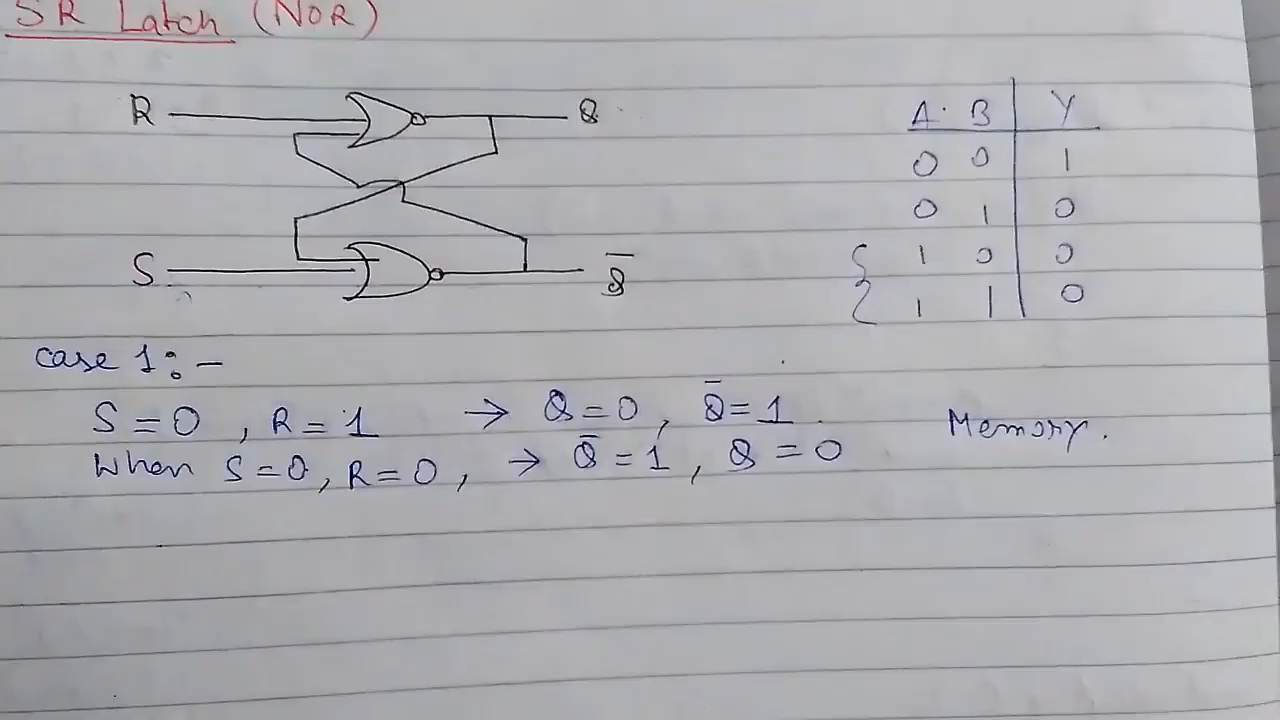 SR Latch (NOR)
R Q
S Q̅
A B Y
0 0 1
0 1 0
1 0 0
1 1 0
case 1:-
S=0, R=1 → Q=0, Q̅=1 Memory.
When S=0, R=0, → Q̅=1, Q=0